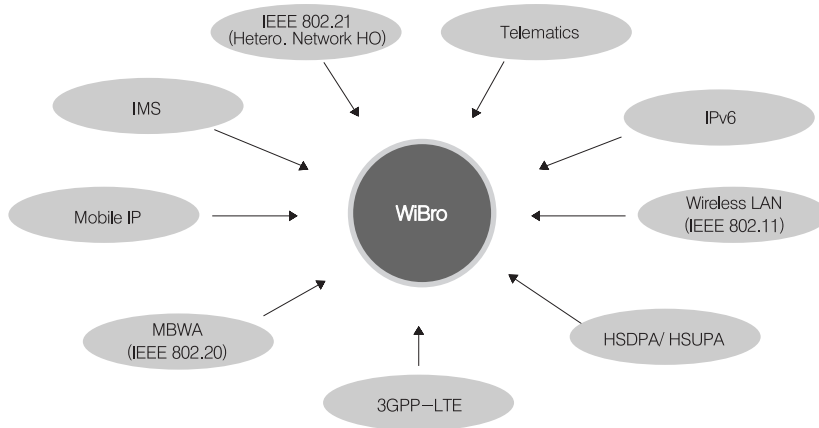 IEEE 802.21
(Hetero. Network HO)
Telematics
IMS
IPv6
Mobile IP
WiBro
Wireless LAN
(IEEE 802.11)
MBWA
(IEEE 802.20)
HSDPA/ HSUPA
3GPP-LTE